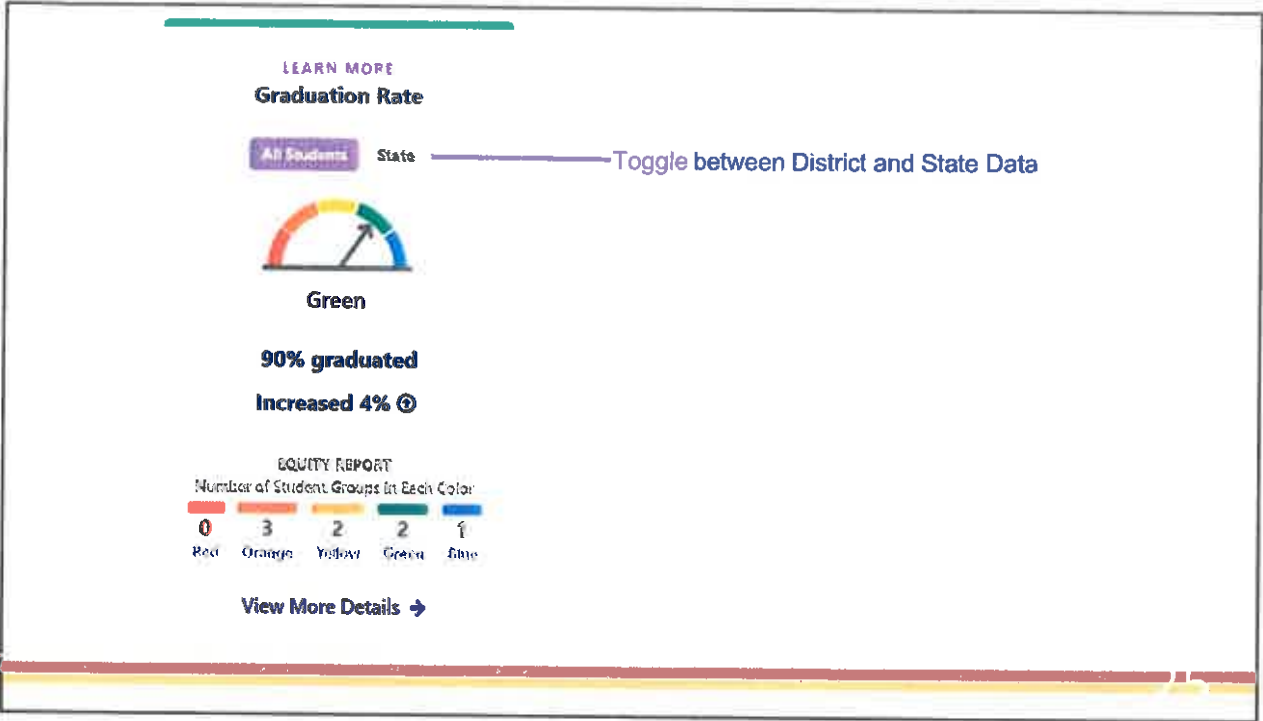 LEARN MORE
Graduation Rate
All Students State
Toggle between District and State Data
Green
90% graduated
Increased 4%
EQUITY REPORT
Number of Student Groups in Each Color
0 3 2 2 1
Red Orange Yellow Green Blue
View More Details →
25